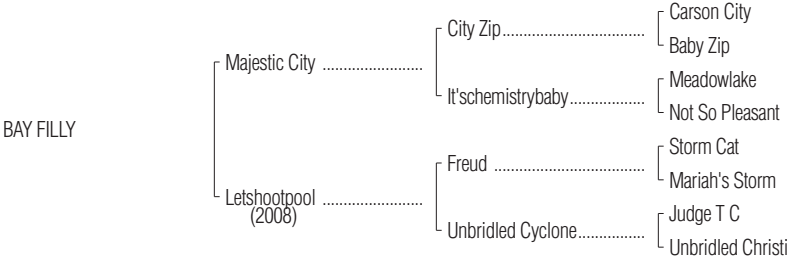 Carson City
City Zip..........................................
Baby Zip
Majestic City ........................
Meadowlake
It'schemistrybaby......................
Not So Pleasant
BAY FILLY
Storm Cat
Freud ............................................
Mariah's Storm
Letshootpool ........................
(2008)
Judge T C
Unbridled Cyclone...................
Unbridled Christi